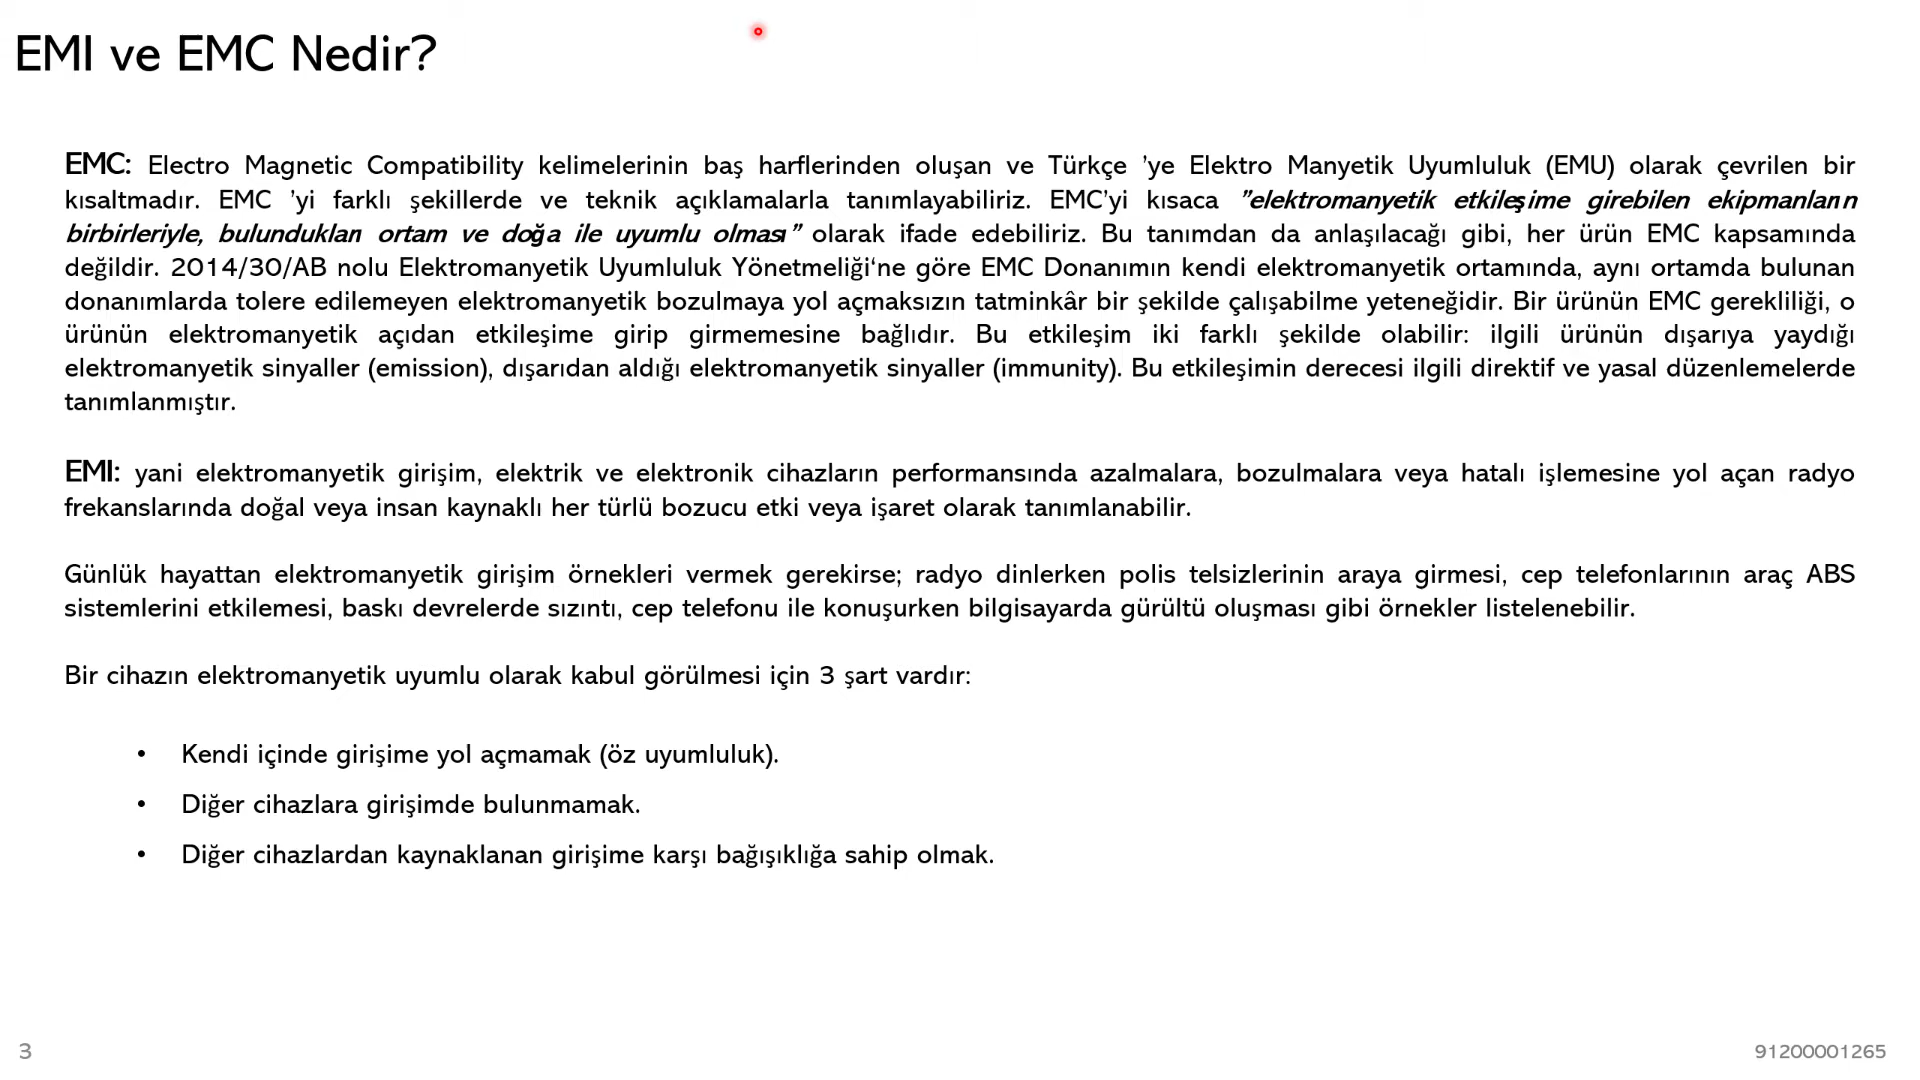 EMI ve EMC Nedir?
EMC: Electro Magnetic Compatibility kelimelerinin baş harflerinden oluşan ve Türkçe ’ye Elektro Manyetik Uyumluluk (EMU) olarak çevrilen bir
kısaltmadır. EMC ’yi farklı şekillerde ve teknik açıklamalarla tanımlayabiliriz. EMC’yi kısaca ”elektromanyetik etkileşime girebilen ekipmanların
birbirleriyle, bulundukları ortam ve doğa ile uyumlu olması” olarak ifade edebiliriz. Bu tanımdan da anlaşılacağı gibi, her ürün EMC kapsamında
değildir. 2014/30/AB nolu Elektromanyetik Uyumluluk Yönetmeliği‘ne göre EMC Donanımın kendi elektromanyetik ortamında, aynı ortamda bulunan
donanımlarda tolere edilemeyen elektromanyetik bozulmaya yol açmaksızın tatminkâr bir şekilde çalışabilme yeteneğidir. Bir ürünün EMC gerekliliği, o
ürünün elektromanyetik açıdan etkileşime girip girmemesine bağlıdır. Bu etkileşim iki farklı şekilde olabilir: ilgili ürünün dışarıya yaydığı
elektromanyetik sinyaller (emission), dışarıdan aldığı elektromanyetik sinyaller (immunity). Bu etkileşimin derecesi ilgili direktif ve yasal düzenlemelerde
tanımlanmıştır.
EMI: yani elektromanyetik girişim, elektrik ve elektronik cihazların performansında azalmalara, bozulmalara veya hatalı işlemesine yol açan radyo
frekanslarında doğal veya insan kaynaklı her türlü bozucu etki veya işaret olarak tanımlanabilir.
Günlük hayattan elektromanyetik girişim örnekleri vermek gerekirse; radyo dinlerken polis telsizlerinin araya girmesi, cep telefonlarının araç ABS
sistemlerini etkilemesi, baskı devrelerde sızıntı, cep telefonu ile konuşurken bilgisayarda gürültü oluşması gibi örnekler listelenebilir.
Bir cihazın elektromanyetik uyumlu olarak kabul görülmesi için 3 şart vardır:
• Kendi içinde girişime yol açmamak (öz uyumluluk).
• Diğer cihazlara girişimde bulunmamak.
• Diğer cihazlardan kaynaklanan girişime karşı bağışıklığa sahip olmak.
3
91200001265